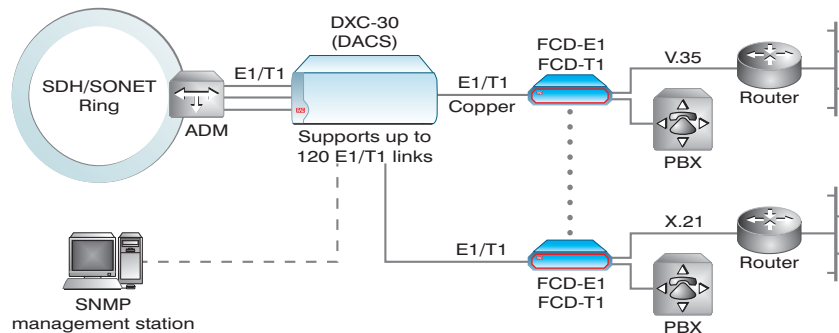 DXC-30
(DACS)
SDH/SONET
Ring
E1/T1
ADM
Supports up to
120 E1/T1 links
E1/T1
Copper
FCD-E1
FCD-T1
V.35
Router
PBX
SNMP
management station
E1/T1
FCD-E1
FCD-T1
X.21
Router
PBX